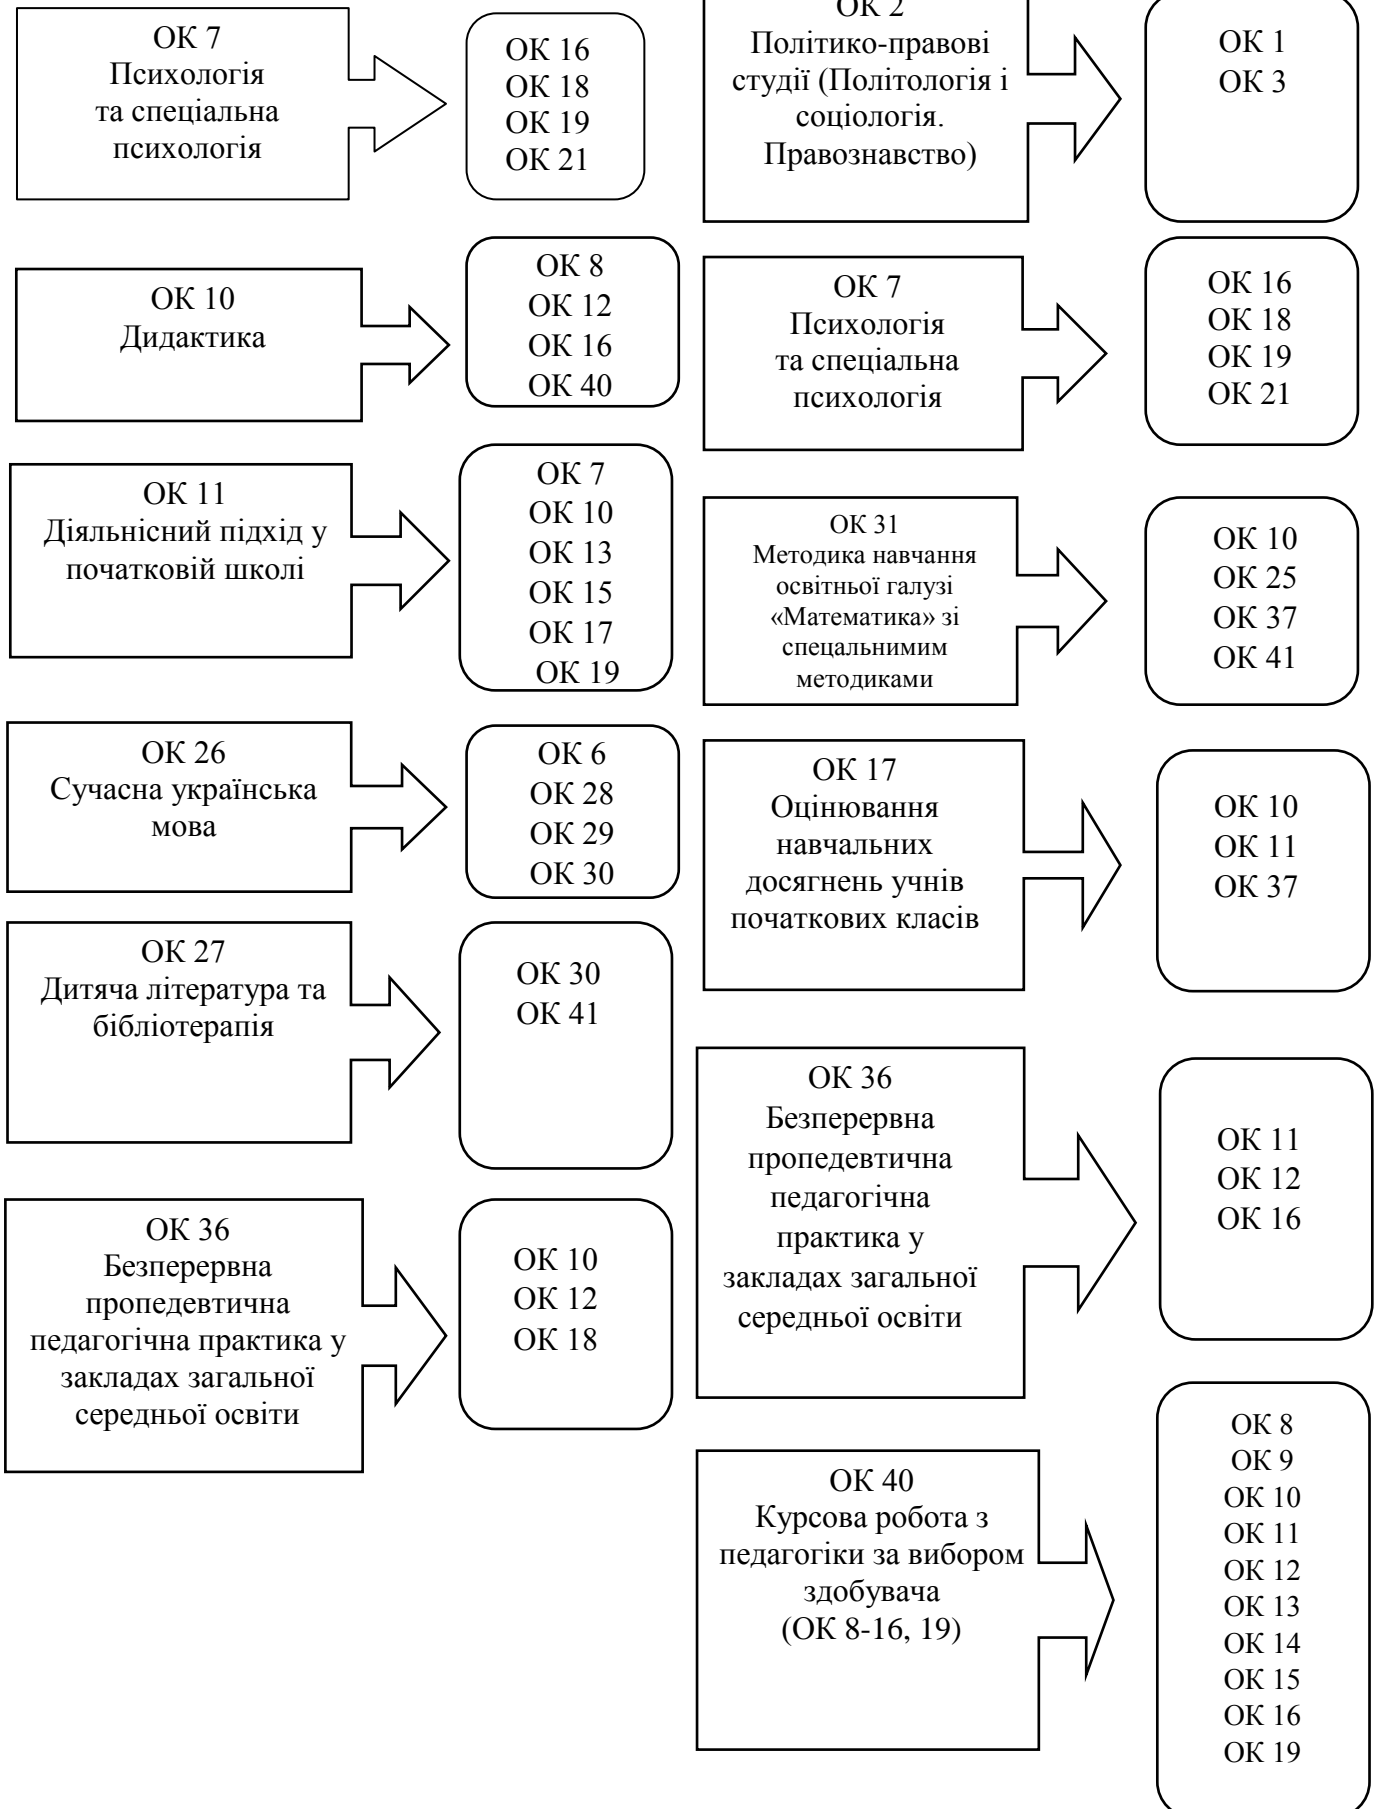 ОК 7
Психологія
та спеціальна
психологія
ОК 16
ОК 18
ОК 19
ОК 21
ОК 10
Дидактика
ОК 8
ОК 12
ОК 16
ОК 40
ОК 11
Діяльнісний підхід у
початковій школі
ОК 7
ОК 10
ОК 13
ОК 15
ОК 17
ОК 19
ОК 26
Сучасна українська
мова
ОК 6
ОК 28
ОК 29
ОК 30
ОК 27
Дитяча література та
бібліотерапія
ОК 30
ОК 41
ОК 36
Безперервна
пропедевтична
педагогічна практика у
закладах загальної
середньої освіти
ОК 10
ОК 12
ОК 18
ОК 2
Політико-правові
студії (Політологія і
соціологія.
Правознавство)
ОК 1
ОК 3
ОК 7
Психологія
та спеціальна
психологія
ОК 16
ОК 18
ОК 19
ОК 21
ОК 31
Методика навчання
освітньої галузі
«Математика» зі
спецальнимим
методиками
ОК 10
ОК 25
ОК 37
ОК 41
ОК 17
Оцінювання
навчальних
досягнень учнів
початкових класів
ОК 10
ОК 11
ОК 37
ОК 36
Безперервна
пропедевтична
педагогічна
практика у
закладах загальної
середньої освіти
ОК 11
ОК 12
ОК 16
ОК 40
Курсова робота з
педагогіки за вибором
здобувача
(ОК 8-16, 19)
ОК 8
ОК 9
ОК 10
ОК 11
ОК 12
ОК 13
ОК 14
ОК 15
ОК 16
ОК 19